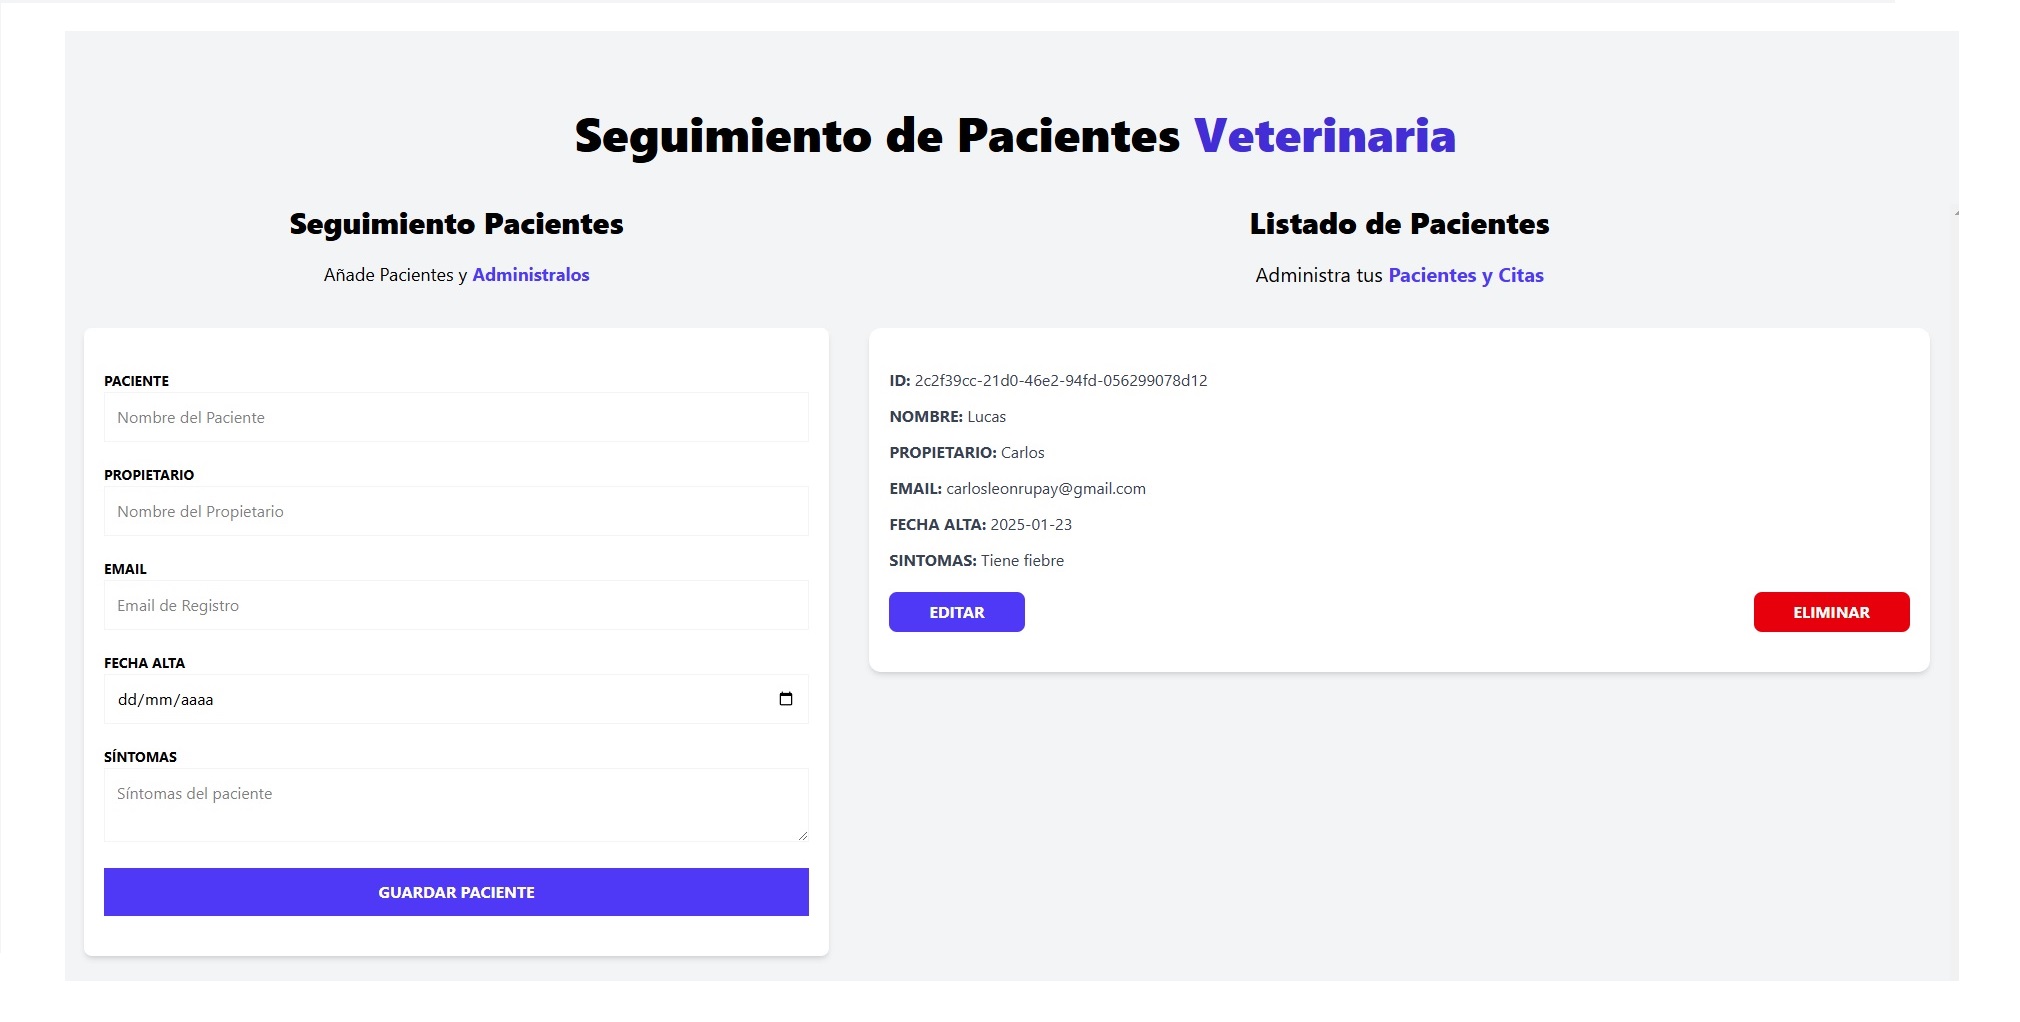 Seguimiento de Pacientes Veterinaria
Seguimiento Pacientes
Añade Pacientes y Administralos
PACIENTE
Nombre del Paciente
PROPIETARIO
Nombre del Propietario
EMAIL
Email de Registro
FECHA ALTA
dd/mm/aaaa
SÍNTOMAS
Síntomas del paciente
GUARDAR PACIENTE
Listado de Pacientes
Administra tus Pacientes y Citas
ID: 2c2f39cc-21d0-46e2-94fd-056299078d12
NOMBRE: Lucas
PROPIETARIO: Carlos
EMAIL: carlosleonrupay@gmail.com
FECHA ALTA: 2025-01-23
SINTOMAS: Tiene fiebre
EDITAR
ELIMINAR